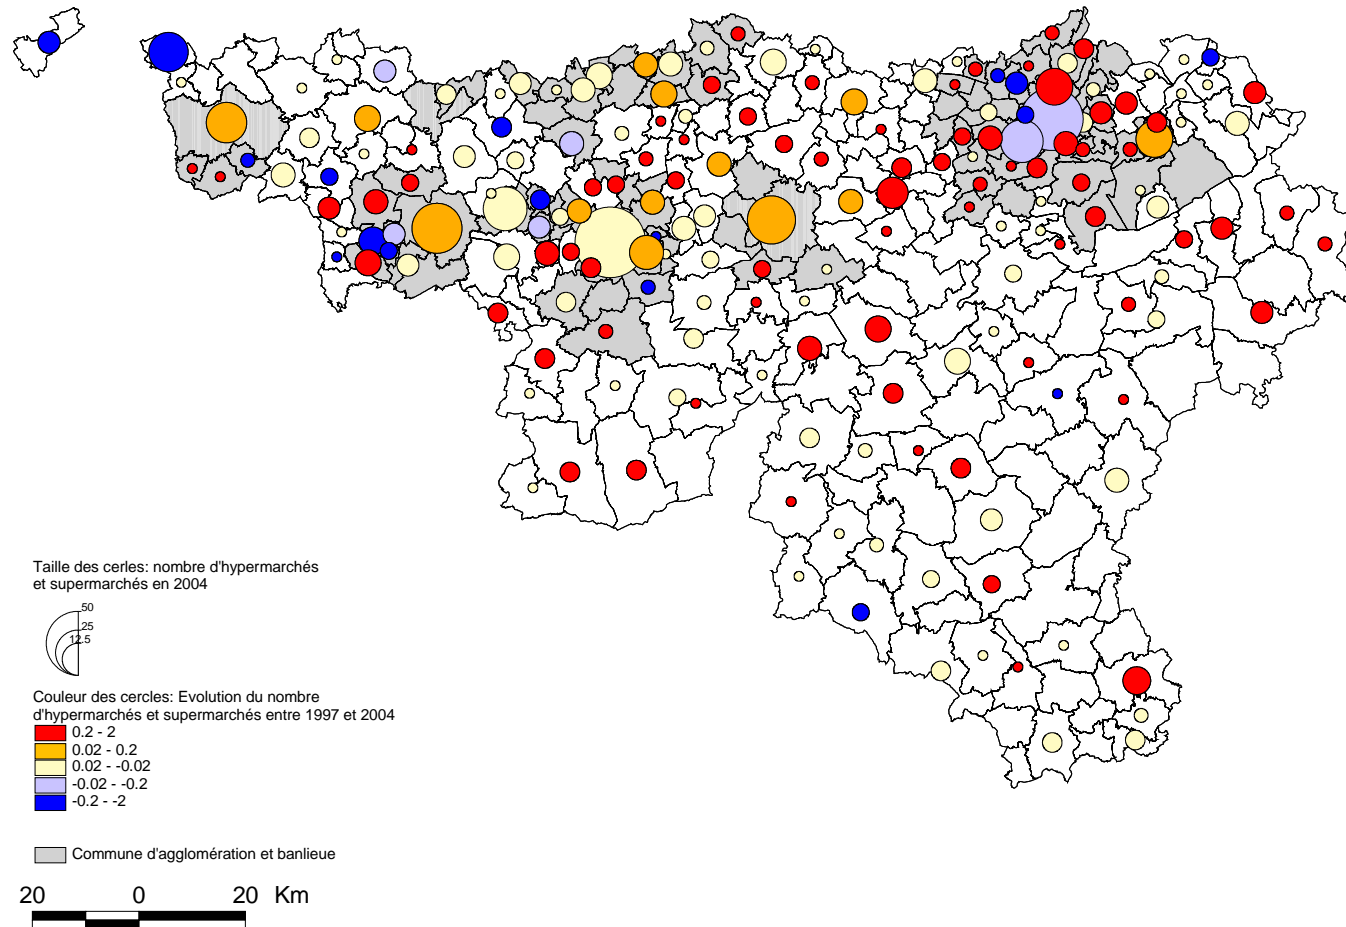 Taille des cerles: nombre d'hypermarchés
et supermarchés en 2004
50
25
12.5
Couleur des cercles: Evolution du nombre
d'hypermarchés et supermarchés entre 1997 et 2004
0.2 - 2
0.02 - 0.2
0.02 - -0.02
-0.02 - -0.2
-0.2 - -2
Commune d'agglomération et banlieue
20 0 20 Km